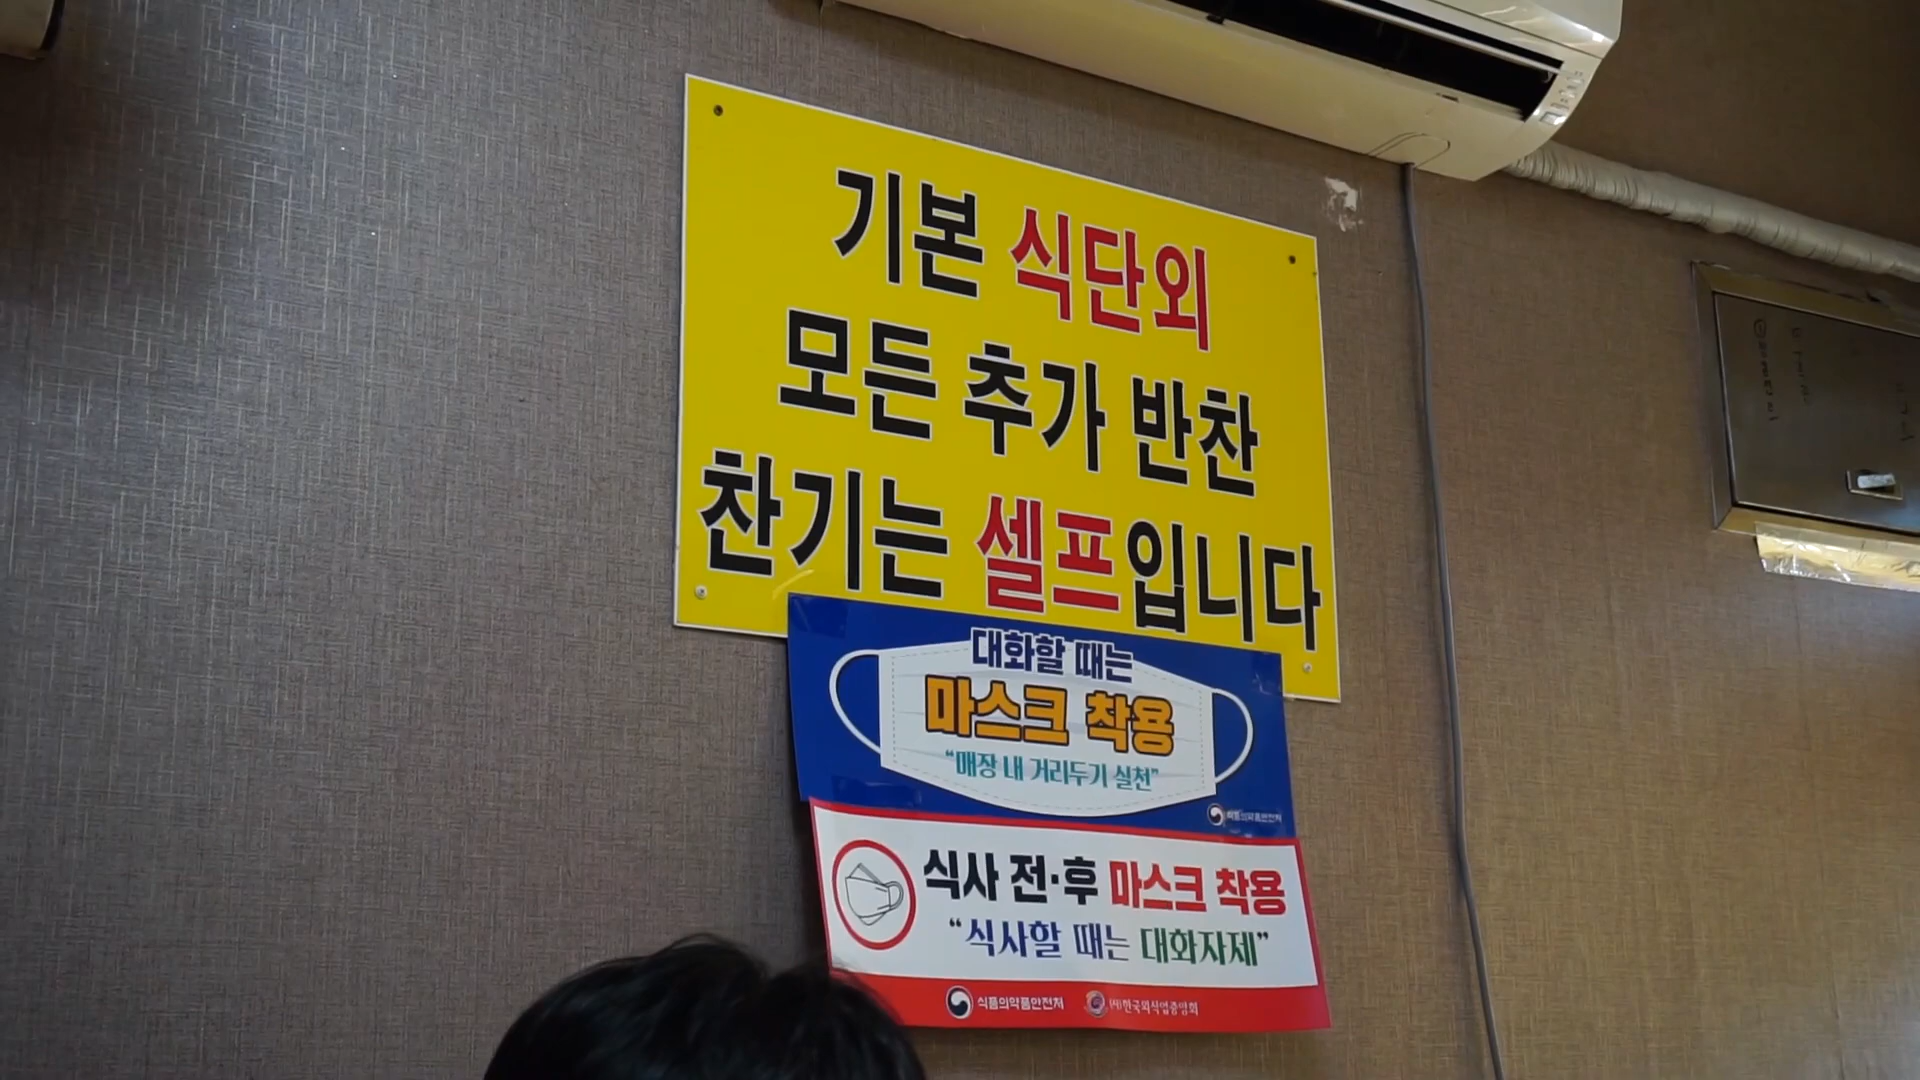 기본 식단외
모든 추가 반찬
찬기는 셀프입니다
대화할 때는
마스크 착용
“매장 내 거리두기 실천”
식품의약품안전처
식사 전·후 마스크 착용
“식사할 때는 대화자제”
식품의약품안전처 (사)한국외식업중앙회